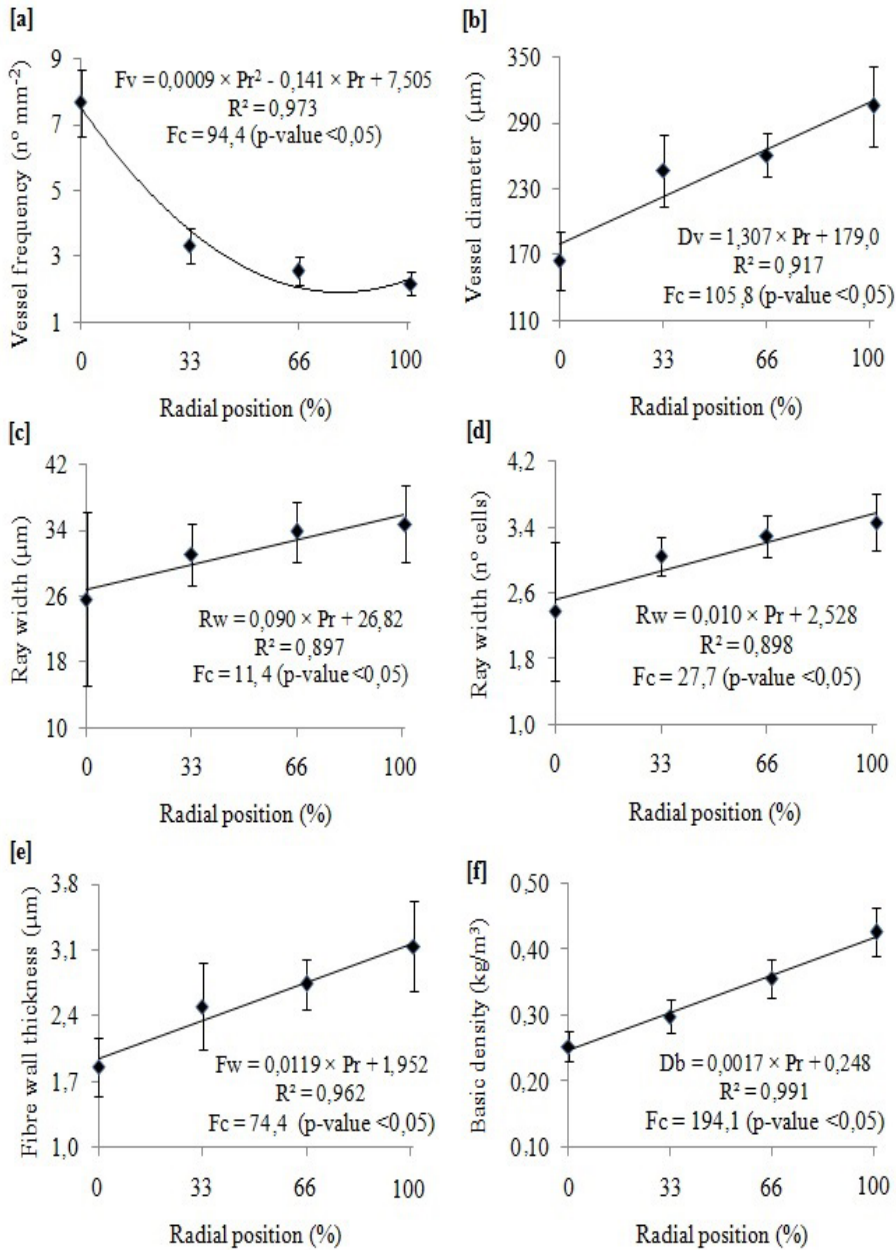 [a]
Fv = 0,0009 × Pr² - 0,141 × Pr + 7,505
R² = 0,973
Fc = 94,4 (p-value <0,05)
Vessel frequency (nº mm⁻²)
9
7
5
3
1
0 33 66 100
Radial position (%)
[b]
Dv = 1,307 × Pr + 179,0
R² = 0,917
Fc = 105,8 (p-value <0,05)
Vessel diameter (µm)
350
290
230
170
110
0 33 66 100
Radial position (%)
[c]
Rw = 0,090 × Pr + 26,82
R² = 0,897
Fc = 11,4 (p-value <0,05)
Ray width (µm)
42
34
26
18
10
0 33 66 100
Radial position (%)
[d]
Rw = 0,010 × Pr + 2,528
R² = 0,898
Fc = 27,7 (p-value <0,05)
Ray width (nº cells)
4,2
3,4
2,6
1,8
1,0
0 33 66 100
Radial position (%)
[e]
Fw = 0,0119 × Pr + 1,952
R² = 0,962
Fc = 74,4 (p-value <0,05)
Fibre wall thickness (µm)
3.8
3,1
2,4
1,7
1,0
0 33 66 100
Radial position (%)
[f]
Db = 0,0017 × Pr + 0,248
R² = 0,991
Fc = 194,1 (p-value <0,05)
Basic density (kg/m³)
0,50
0,40
0,30
0,20
0.10
0 33 66 100
Radial position (%)